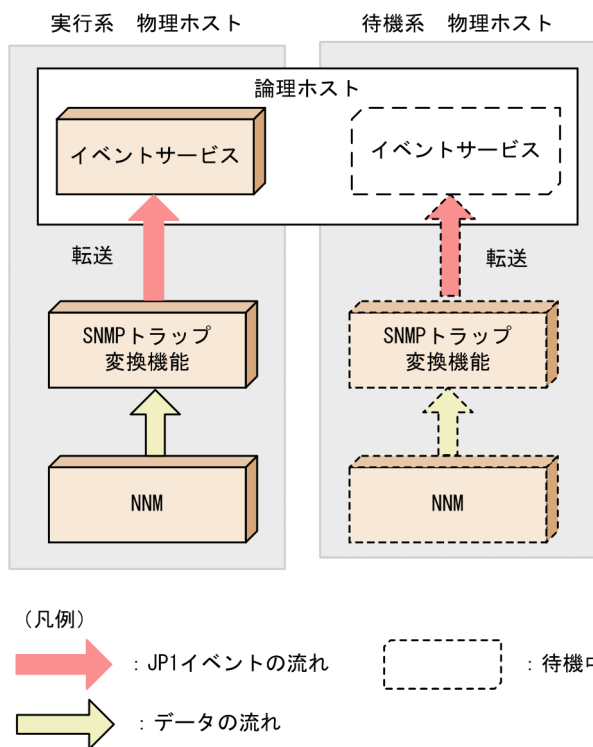 実行系　物理ホスト
待機系　物理ホスト
論理ホスト
イベントサービス
イベントサービス
転送
転送
SNMPトラップ
変換機能
SNMPトラップ
変換機能
NNM
NNM
（凡例）
：JP1イベントの流れ
：待機中
：データの流れ